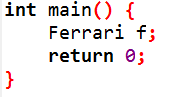 int main() {
    Ferrari f;
    return 0;
}